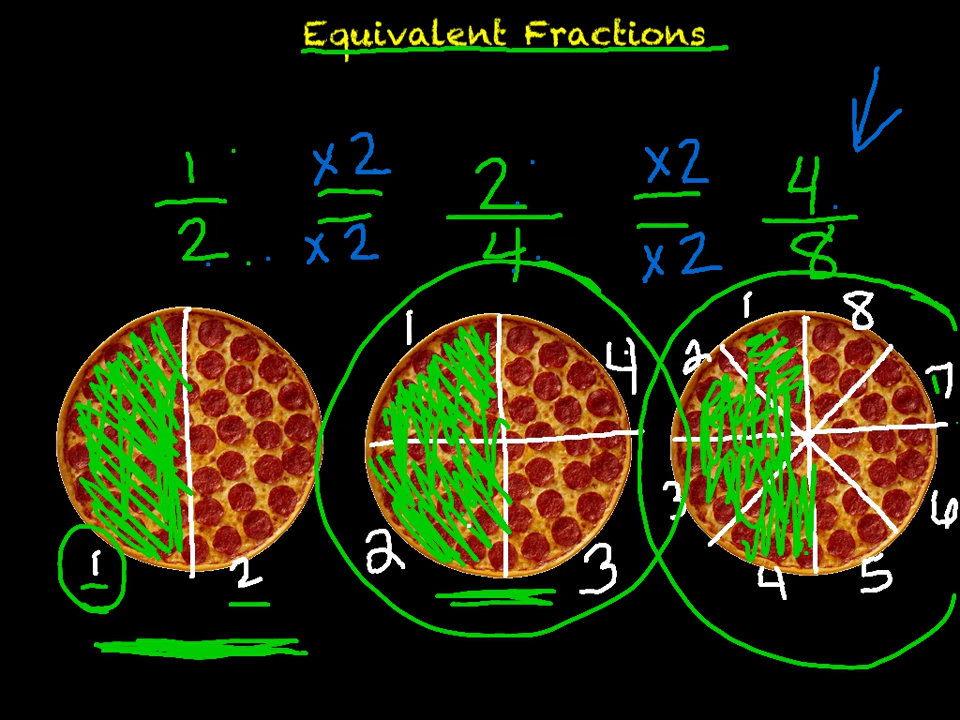 Equivalent Fractions
1 x2 2 x2 4
2 x2 4 x2 8
1 4 1 8
2 7
2 3 3 6
1 2 4 5